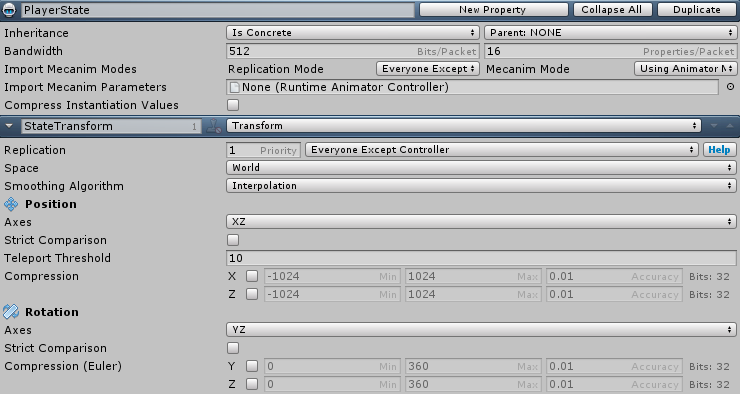 PlayerState New Property Collapse All Duplicate
Inheritance Is Concrete Parent: NONE
Bandwidth 512 Bits/Packet 16 Properties/Packet
Import Mecanim Modes Replication Mode Everyone Except Mecanim Mode Using Animator M
Import Mecanim Parameters None (Runtime Animator Controller)
Compress Instantiation Values
StateTransform 1 Transform
Replication 1 Priority Everyone Except Controller Help
Space World
Smoothing Algorithm Interpolation
Position
Axes XZ
Strict Comparison
Teleport Threshold 10
Compression X -1024 Min 1024 Max 0.01 Accuracy Bits: 32
Z -1024 Min 1024 Max 0.01 Accuracy Bits: 32
Rotation
Axes YZ
Strict Comparison
Compression (Euler) Y 0 Min 360 Max 0.01 Accuracy Bits: 32
Z 0 Min 360 Max 0.01 Accuracy Bits: 32